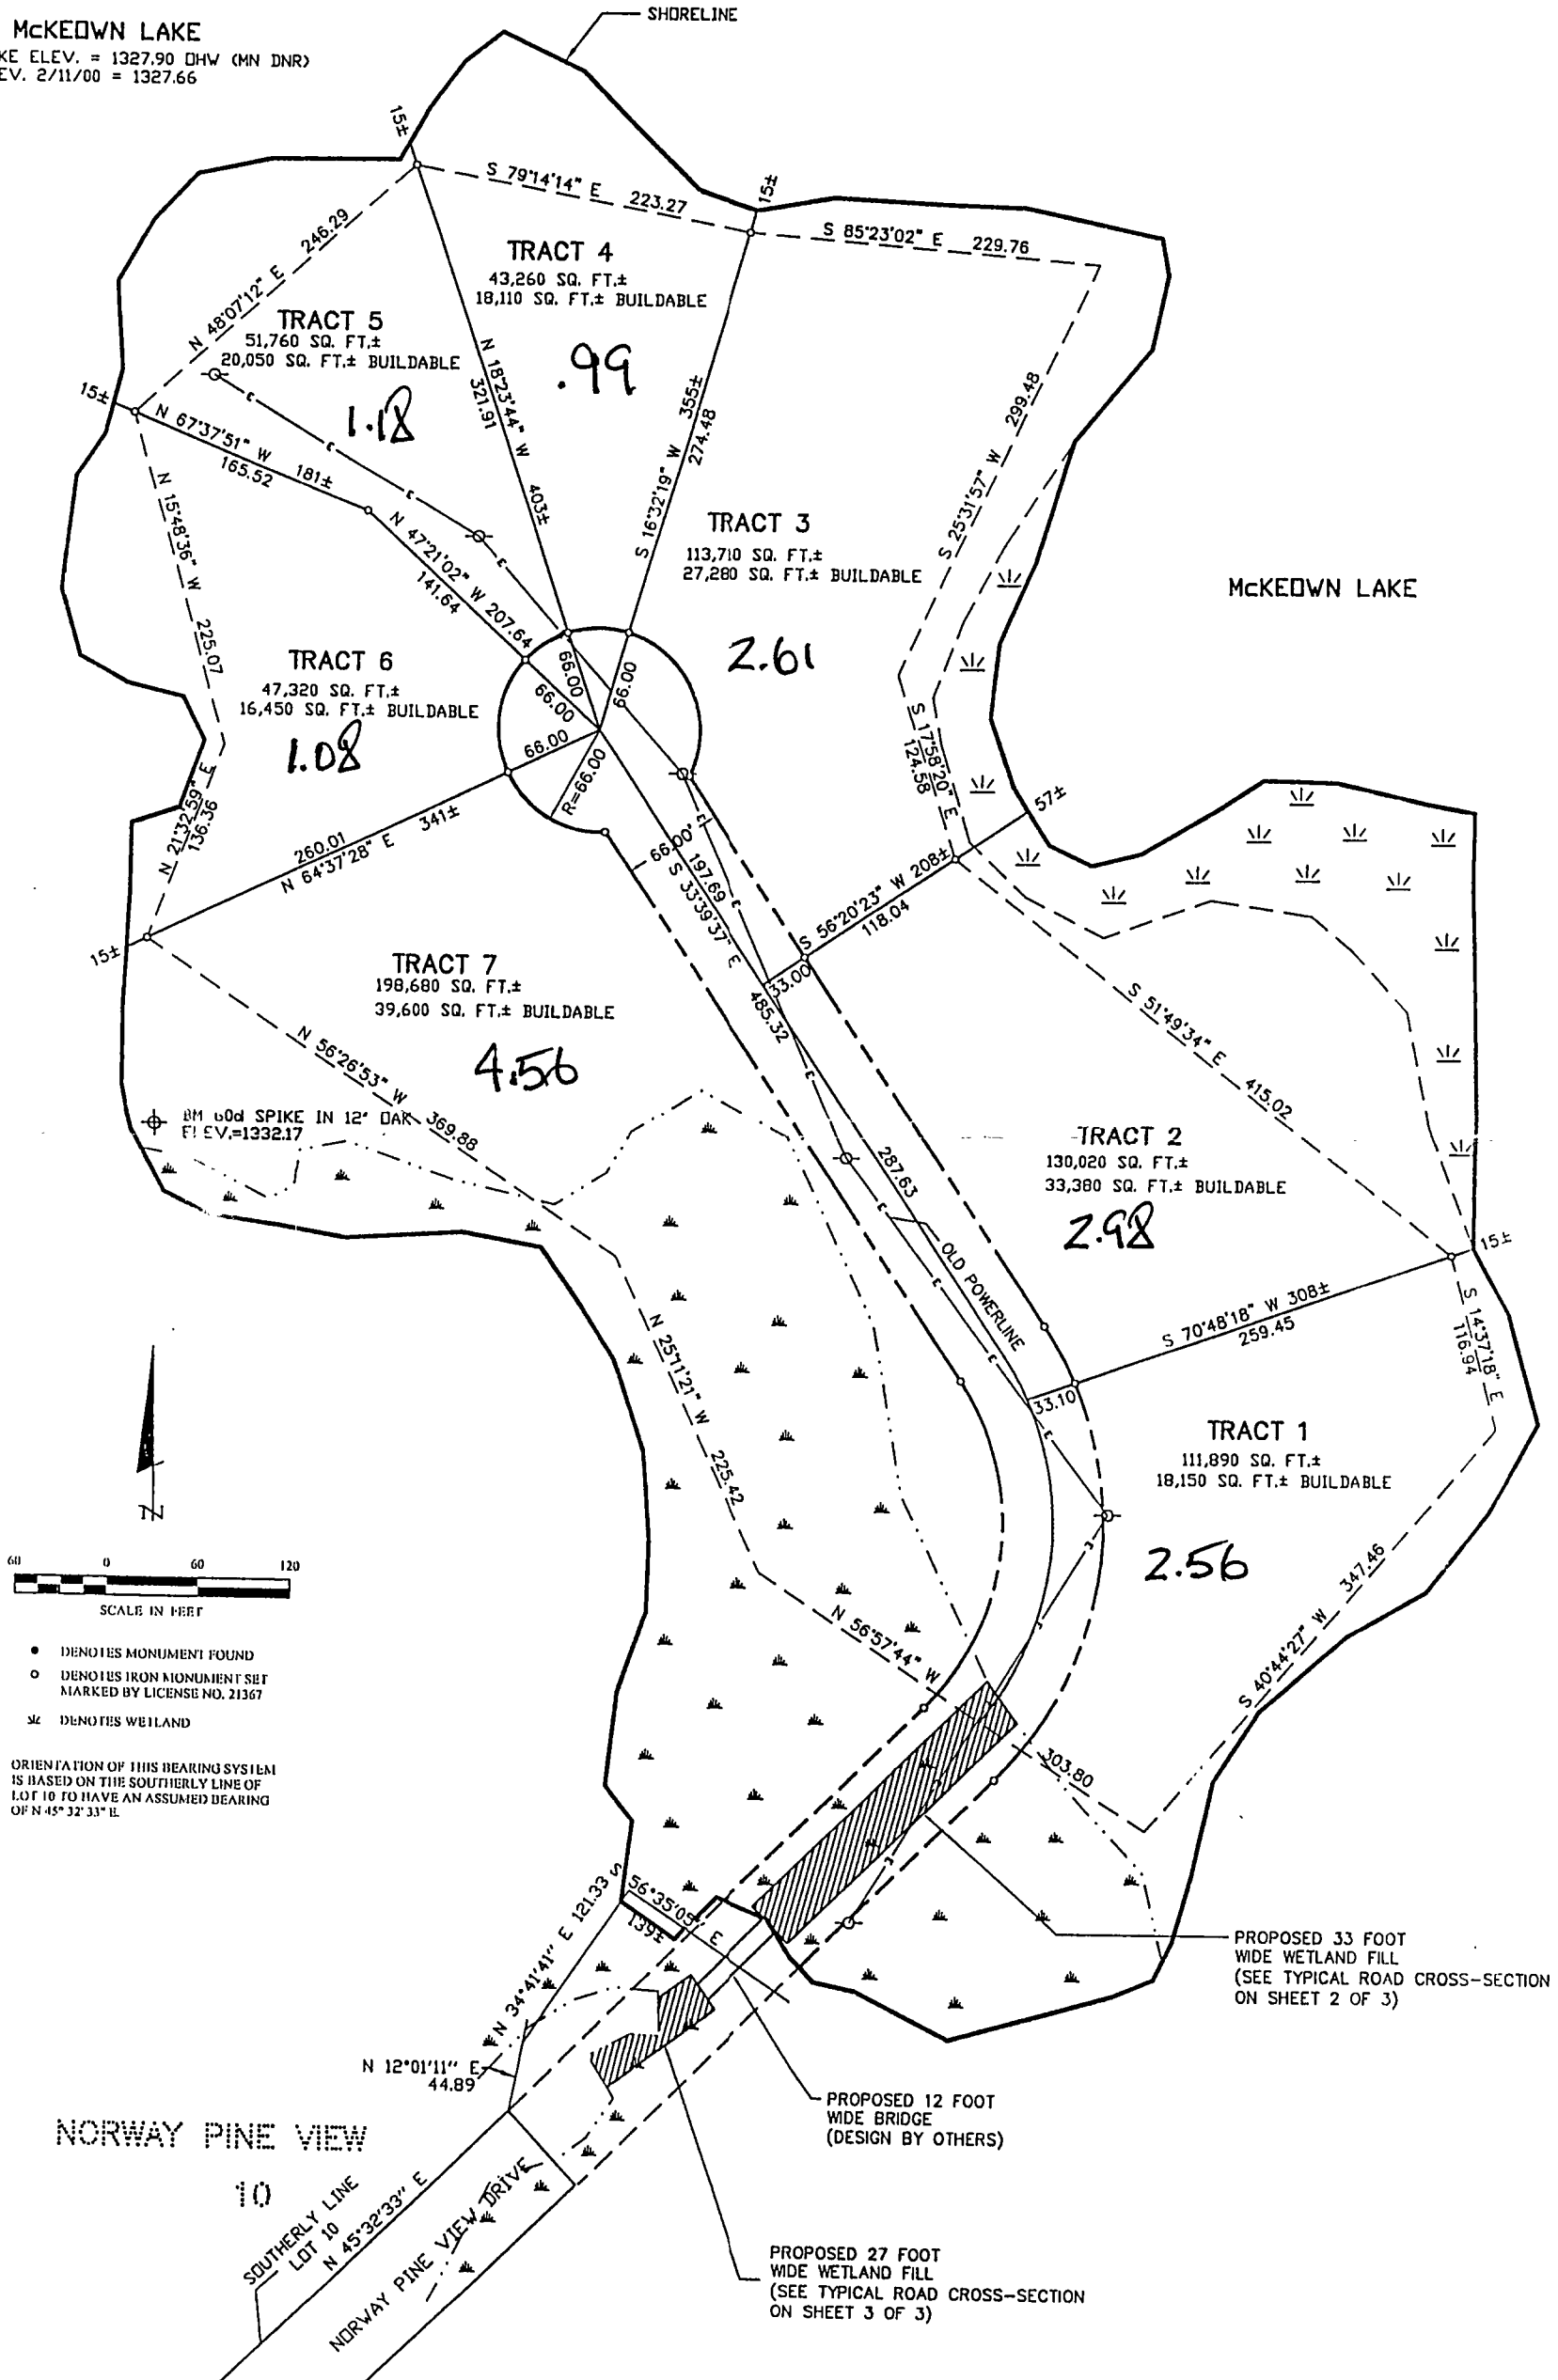 SHORELINE
McKEOWN LAKE
KE ELEV. = 1327.90 OHW (MN DNR)
EV. 2/11/00 = 1327.66
15±
S 79°14'14" E 223.27
15±
S 85°23'02" E 229.76
N 48°07'12" E 246.29
TRACT 4
43,260 SQ. FT.±
18,110 SQ. FT.± BUILDABLE
.99
TRACT 5
51,760 SQ. FT.±
20,050 SQ. FT.± BUILDABLE
1.18
N 18°23'44" W 403±
321.91
S 16°32'19" W 355±
274.48
S 25°31'57" W 299.48
15±
N 67°37'51" W 181±
165.52
N 15°48'36" W 225.07
N 47°21'02" W 207.64
141.64
TRACT 3
113,710 SQ. FT.±
27,280 SQ. FT.± BUILDABLE
2.61
McKEOWN LAKE
TRACT 6
47,320 SQ. FT.±
16,450 SQ. FT.± BUILDABLE
1.08
66.00
66.00
66.00
66.00
R=66.00
S 17°58'20" E
124.58
57±
N 21°32'59" E
136.36
260.01 341±
N 64°37'28" E
66.00'
197.69
S 33°39'37" E
485.32
S 56°20'23" W 208±
118.04
33.00
15±
TRACT 7
198,680 SQ. FT.±
39,600 SQ. FT.± BUILDABLE
4.56
N 56°26'53" W 369.88
BM 60d SPIKE IN 12" OAK
ELEV.=1332.17
S 51°49'34" E 415.02
287.63
TRACT 2
130,020 SQ. FT.±
33,380 SQ. FT.± BUILDABLE
2.98
OLD POWERLINE
15±
S 70°48'18" W 308±
259.45
S 14°37'18" E
116.94
N 25°11'21" W 225.42
33.10
TRACT 1
111,890 SQ. FT.±
18,150 SQ. FT.± BUILDABLE
2.56
N
60 0 60 120
SCALE IN FEET
S 40°44'27" W 347.46
N 56°57'44" W 303.80
DENOTES MONUMENT FOUND
DENOTES IRON MONUMENT SET
MARKED BY LICENSE NO. 21367
DENOTES WETLAND
ORIENTATION OF THIS BEARING SYSTEM
IS BASED ON THE SOUTHERLY LINE OF
LOT 10 TO HAVE AN ASSUMED BEARING
OF N 45° 32' 33" E.
S 56°35'05" E
139±
N 34°41'41" E 121.33
PROPOSED 33 FOOT
WIDE WETLAND FILL
(SEE TYPICAL ROAD CROSS-SECTION
ON SHEET 2 OF 3)
N 12°01'11" E
44.89
PROPOSED 12 FOOT
WIDE BRIDGE
(DESIGN BY OTHERS)
NORWAY PINE VIEW
10
SOUTHERLY LINE
LOT 10
N 45°32'33" E
NORWAY PINE VIEW DRIVE
PROPOSED 27 FOOT
WIDE WETLAND FILL
(SEE TYPICAL ROAD CROSS-SECTION
ON SHEET 3 OF 3)